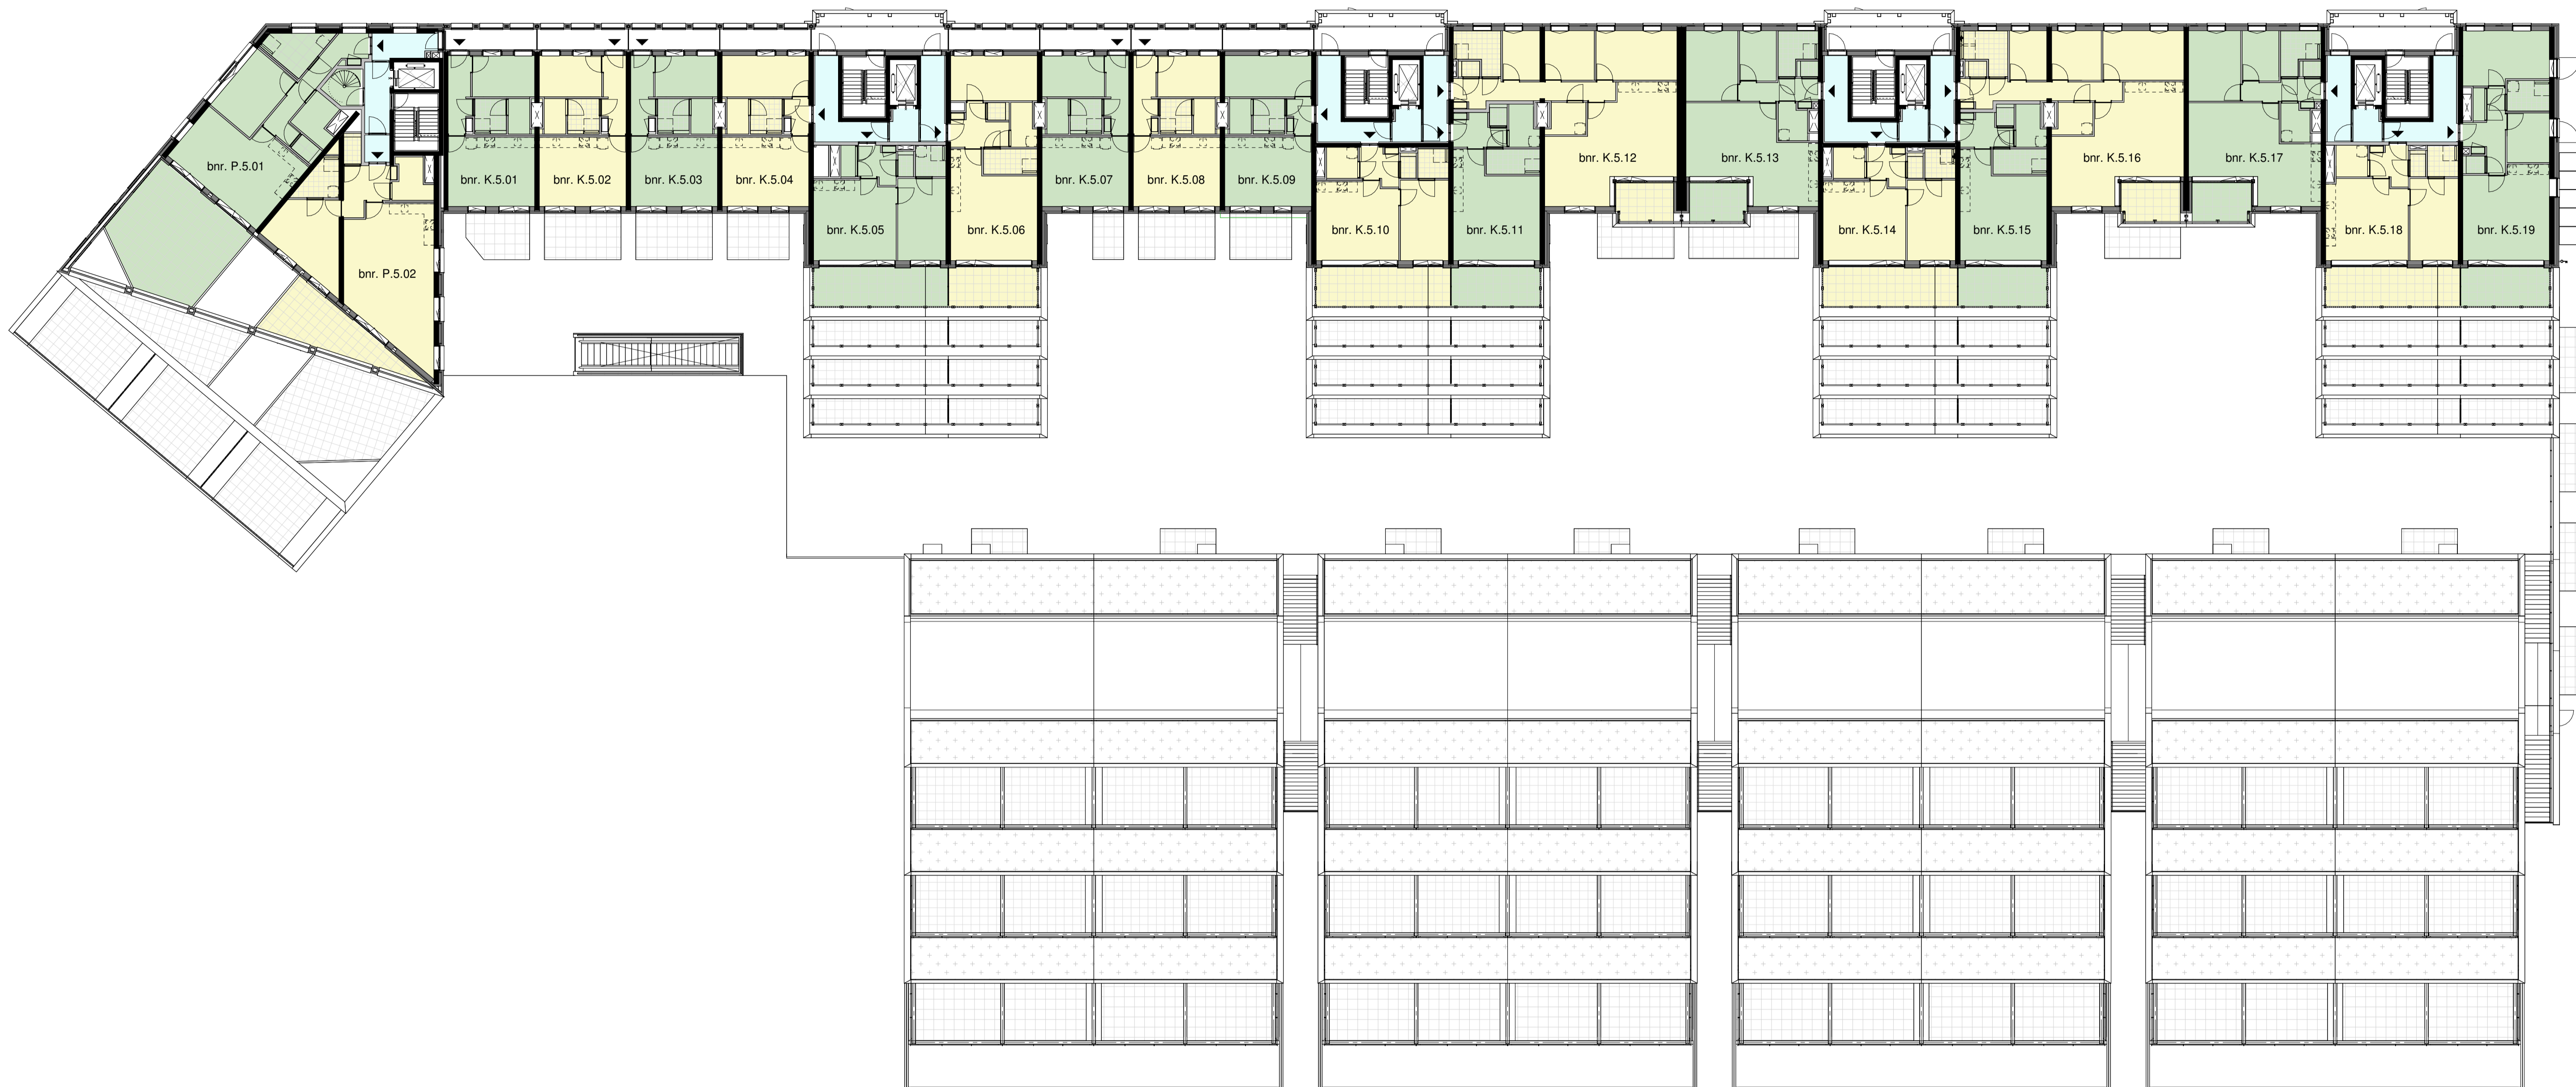 bnr. P.5.01
bnr. P.5.02
bnr. K.5.01
bnr. K.5.02
bnr. K.5.03
bnr. K.5.04
bnr. K.5.05
bnr. K.5.06
bnr. K.5.07
bnr. K.5.08
bnr. K.5.09
bnr. K.5.10
bnr. K.5.11
bnr. K.5.12
bnr. K.5.13
bnr. K.5.14
bnr. K.5.15
bnr. K.5.16
bnr. K.5.17
bnr. K.5.18
bnr. K.5.19